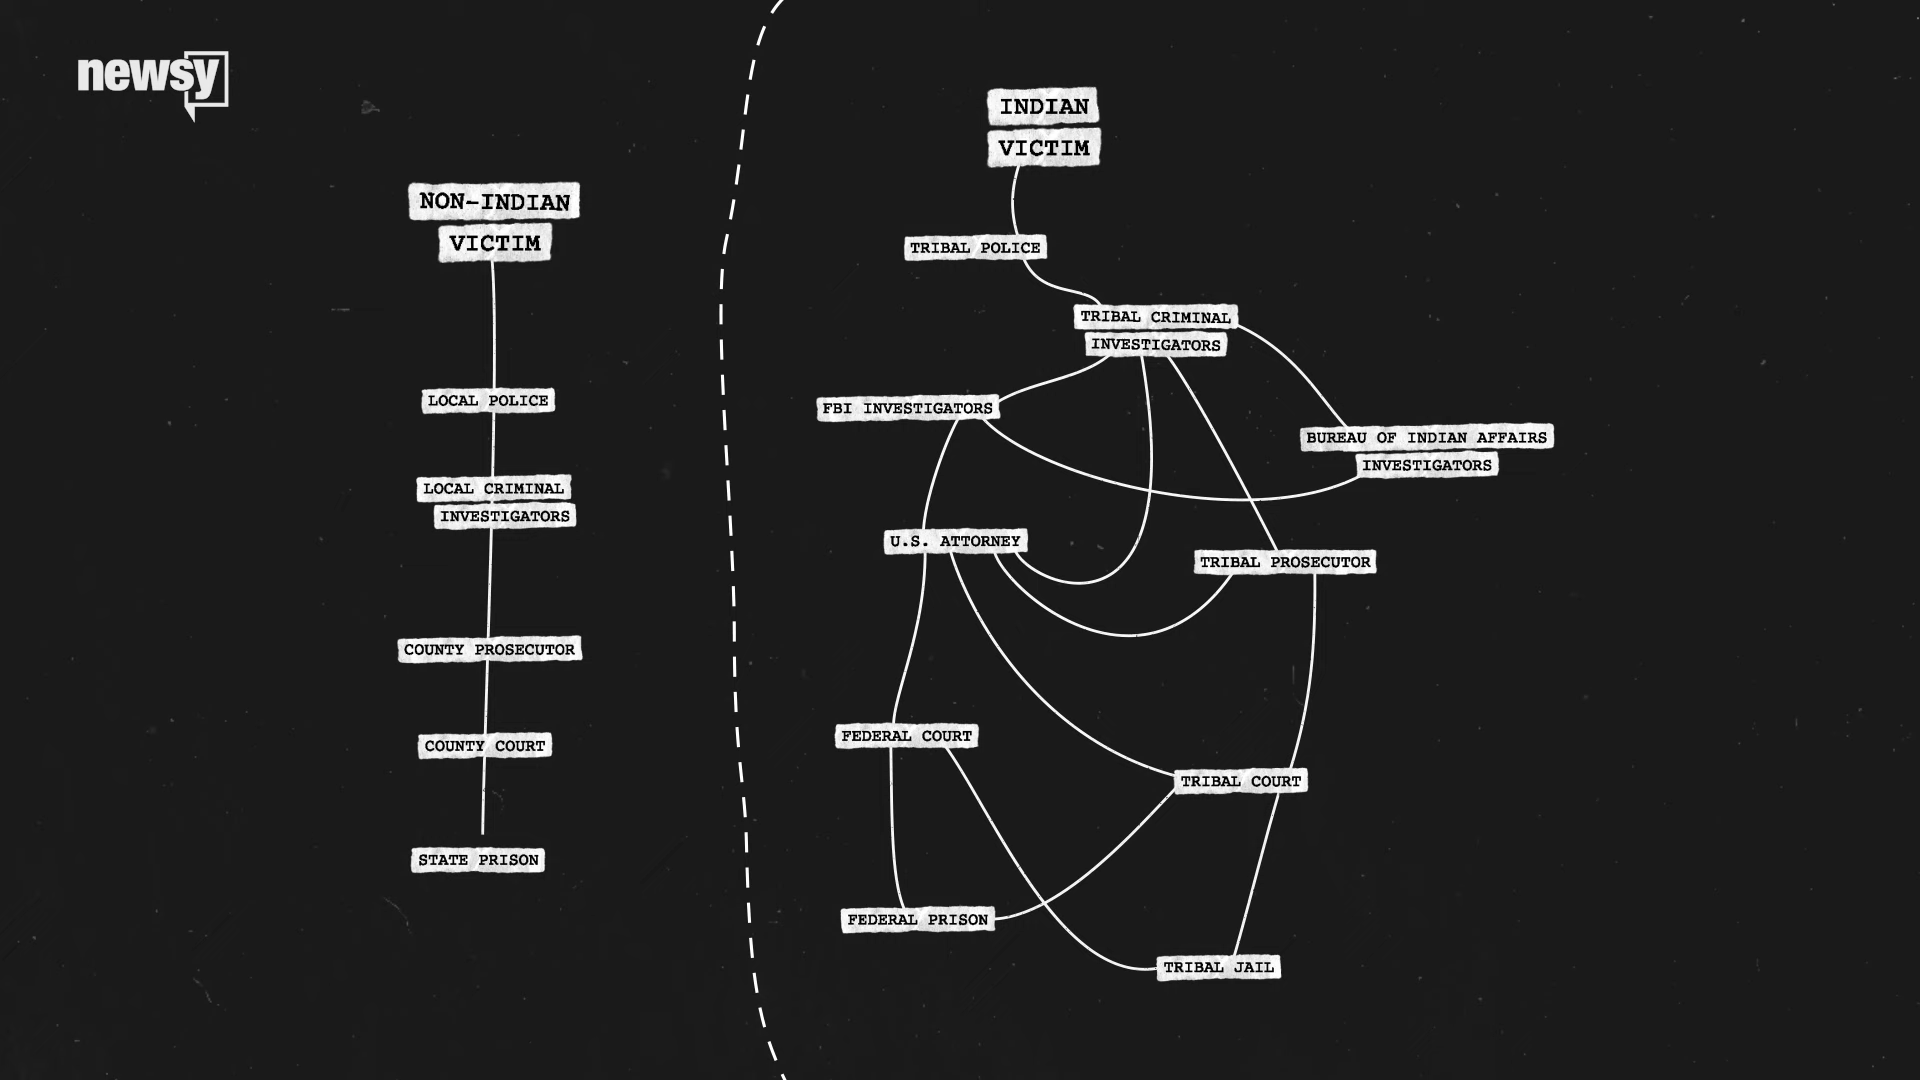 newsy
NON-INDIAN
VICTIM
LOCAL POLICE
LOCAL CRIMINAL
INVESTIGATORS
COUNTY PROSECUTOR
COUNTY COURT
STATE PRISON
INDIAN
VICTIM
TRIBAL POLICE
TRIBAL CRIMINAL
INVESTIGATORS
FBI INVESTIGATORS
BUREAU OF INDIAN AFFAIRS
INVESTIGATORS
U.S. ATTORNEY
TRIBAL PROSECUTOR
FEDERAL COURT
TRIBAL COURT
FEDERAL PRISON
TRIBAL JAIL